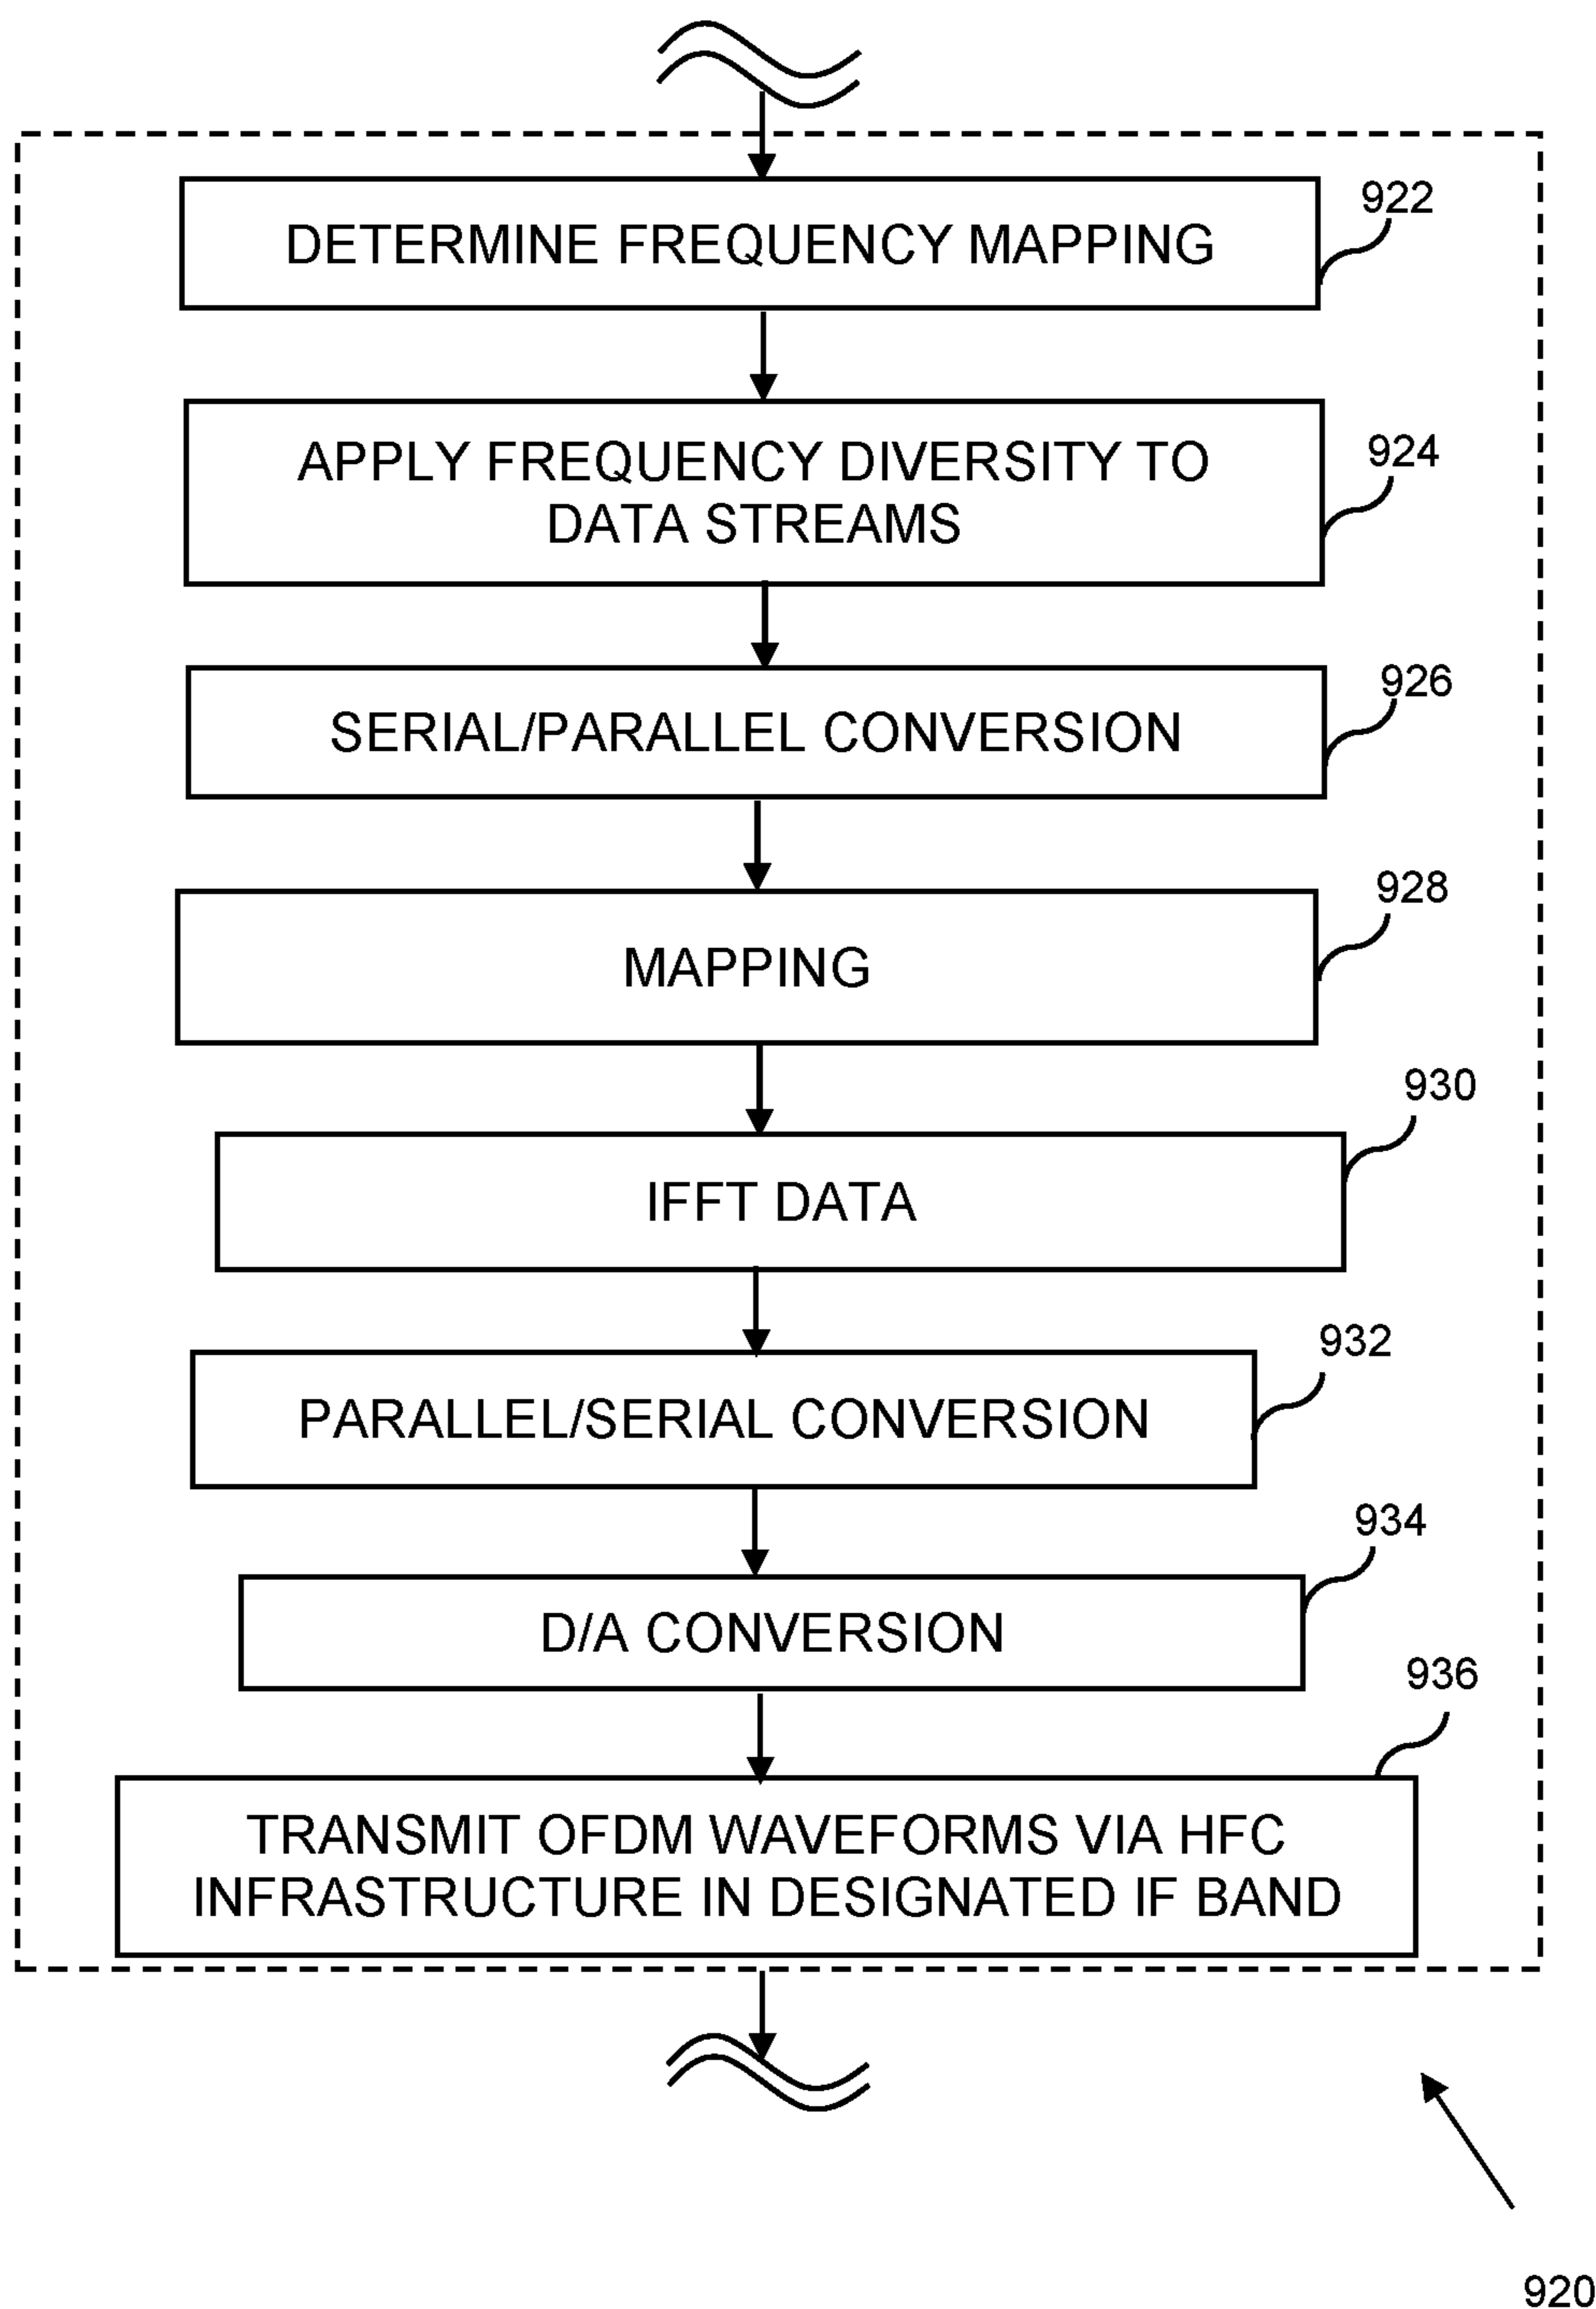 DETERMINE FREQUENCY MAPPING
922
APPLY FREQUENCY DIVERSITY TO
DATA STREAMS
924
SERIAL/PARALLEL CONVERSION
926
MAPPING
928
IFFT DATA
930
PARALLEL/SERIAL CONVERSION
932
D/A CONVERSION
934
TRANSMIT OFDM WAVEFORMS VIA HFC
INFRASTRUCTURE IN DESIGNATED IF BAND
936
920